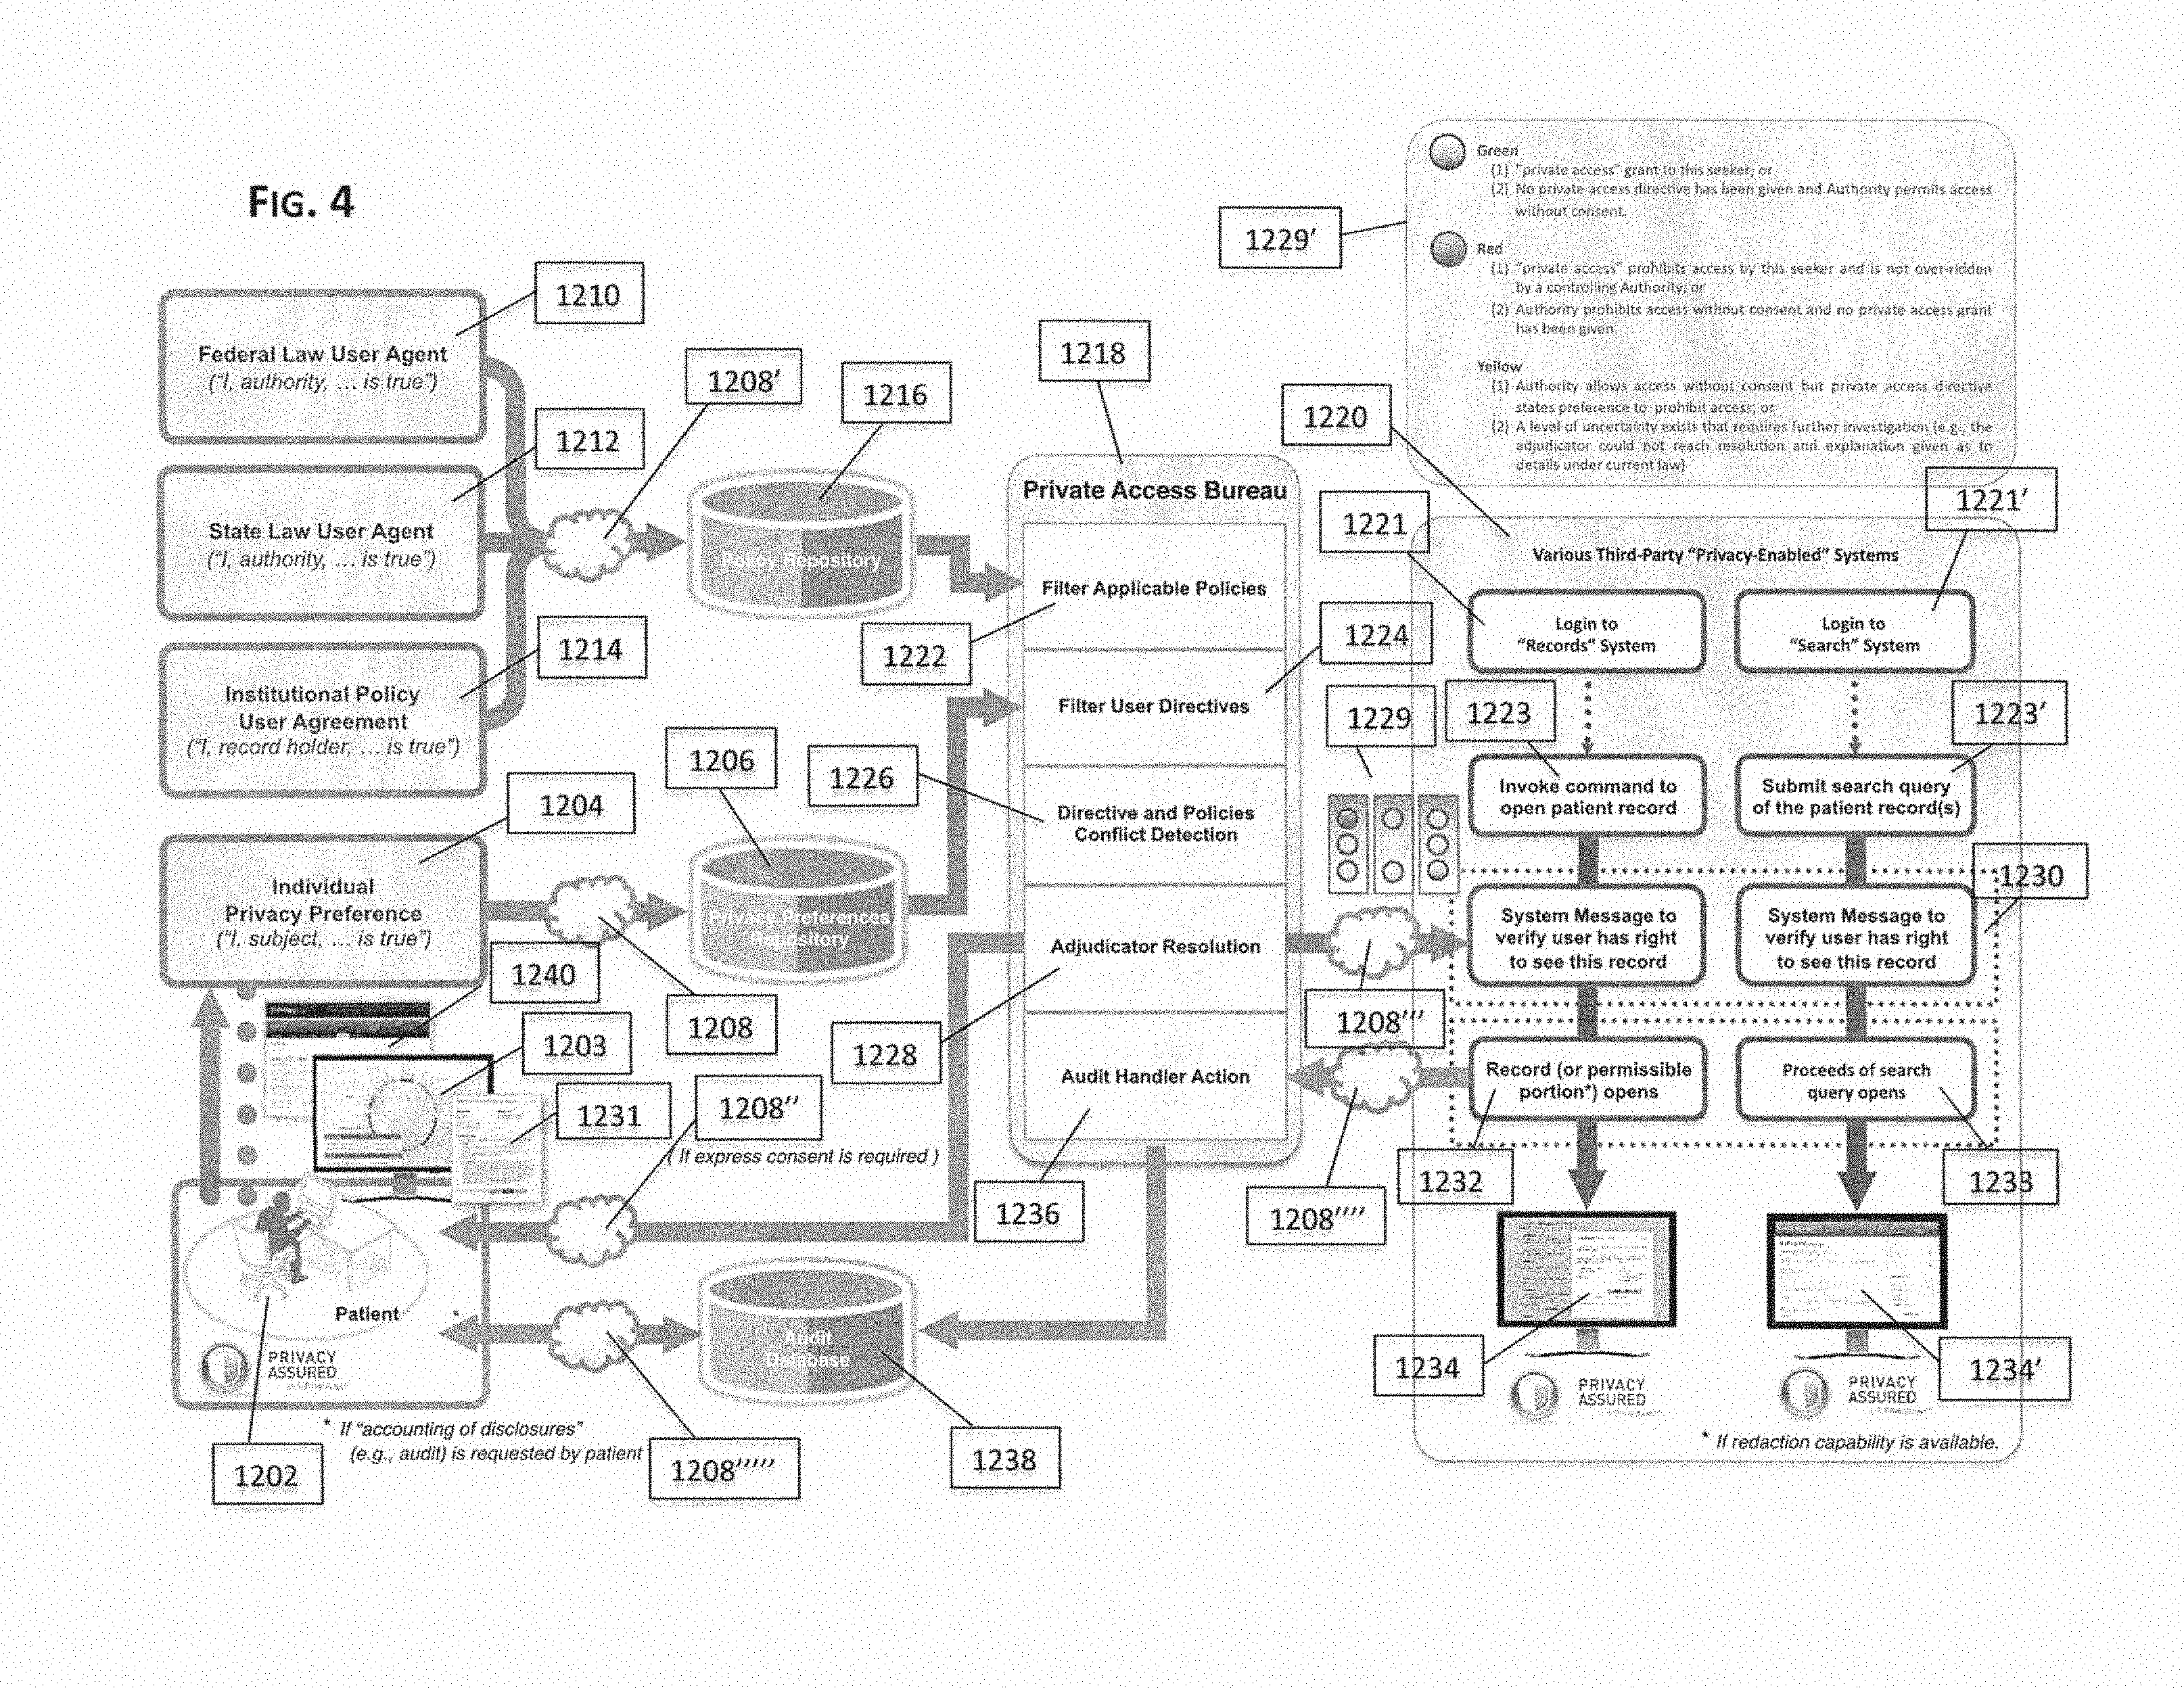 FIG. 4
1210
Federal Law User Agent
("I, authority, ... is true")
1212
State Law User Agent
("I, authority, ... is true")
1214
Institutional Policy
User Agreement
("I, record holder, ... is true")
1204
Individual
Privacy Preference
("I, subject, ... is true")
1240
1203
1231
Patient
PRIVACY
ASSURED
1202
* If "accounting of disclosures"
(e.g., audit) is requested by patient
1208'
1216
Policy Repository
1206
Privacy Preferences
Repository
1208
1208''
( If express consent is required )
Audit
Database
1208'''''
1238
1218
Private Access Bureau
Filter Applicable Policies
1222
Filter User Directives
1224
Directive and Policies
Conflict Detection
1226
Adjudicator Resolution
1228
Audit Handler Action
1236
1229'
Green
(1) "private access" grant to this seeker; or
(2) No private access directive has been given and Authority permits access
without consent.
Red
(1) "private access" prohibits access by this seeker and is not over-ridden
by a controlling Authority; or
(2) Authority prohibits access without consent and no private access grant
has been given
Yellow
(1) Authority allows access without consent but private access directive
states preference to prohibit access; or
(2) A level of uncertainty exists that requires further investigation (e.g., the
adjudicator could not reach resolution and explanation given as to
details under current law)
1220
1221
1221'
Various Third-Party "Privacy-Enabled" Systems
Login to
"Records" System
Login to
"Search" System
1229
1223
1223'
Invoke command to
open patient record
Submit search query
of the patient record(s)
1230
System Message to
verify user has right
to see this record
System Message to
verify user has right
to see this record
1208'''
Record (or permissible
portion*) opens
Proceeds of search
query opens
1208''''
1232
1233
1234
1234'
PRIVACY
ASSURED
PRIVACY
ASSURED
* If redaction capability is available.